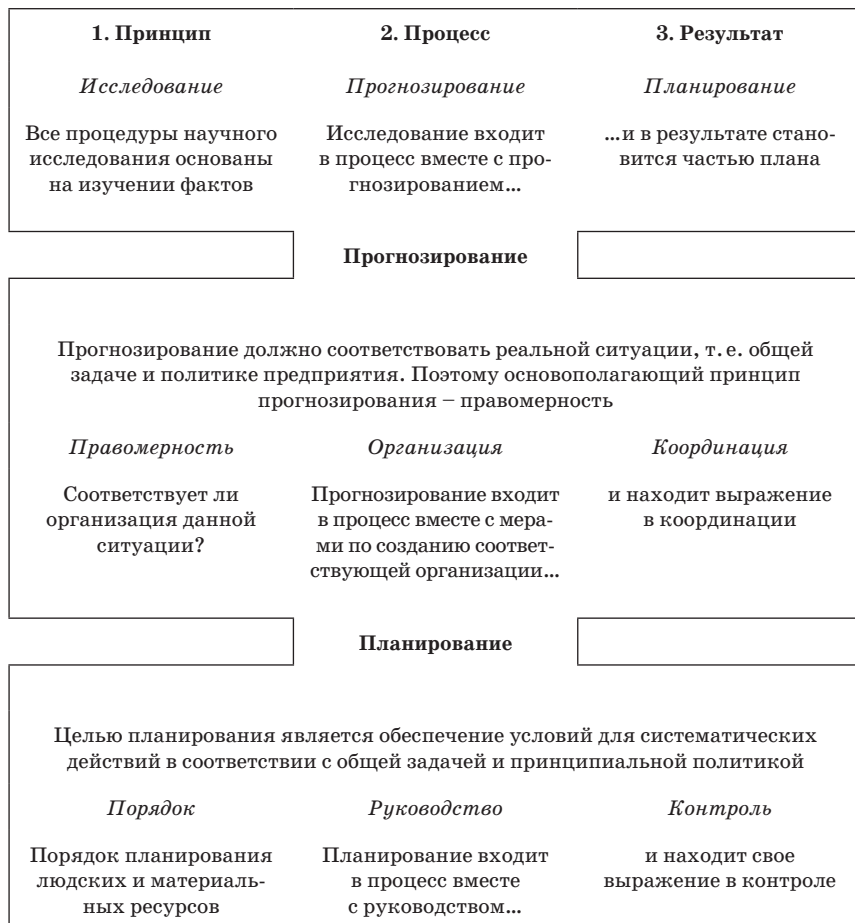 1. Принцип 2. Процесс 3. Результат
Исследование Прогнозирование Планирование
Все процедуры научного Исследование входит ...и в результате стано-
исследования основаны в процесс вместе с про- вится частью плана
на изучении фактов гнозированием...
Прогнозирование
Прогнозирование должно соответствовать реальной ситуации, т. е. общей
задаче и политике предприятия. Поэтому основополагающий принцип
прогнозирования – правомерность
Правомерность Организация Координация
Соответствует ли Прогнозирование входит и находит выражение
организация данной в процесс вместе с мера- в координации
ситуации? ми по созданию соответ-
ствующей организации...
Планирование
Целью планирования является обеспечение условий для систематических
действий в соответствии с общей задачей и принципиальной политикой
Порядок Руководство Контроль
Порядок планирования Планирование входит и находит свое
людских и материаль- в процесс вместе выражение в контроле
ных ресурсов с руководством...